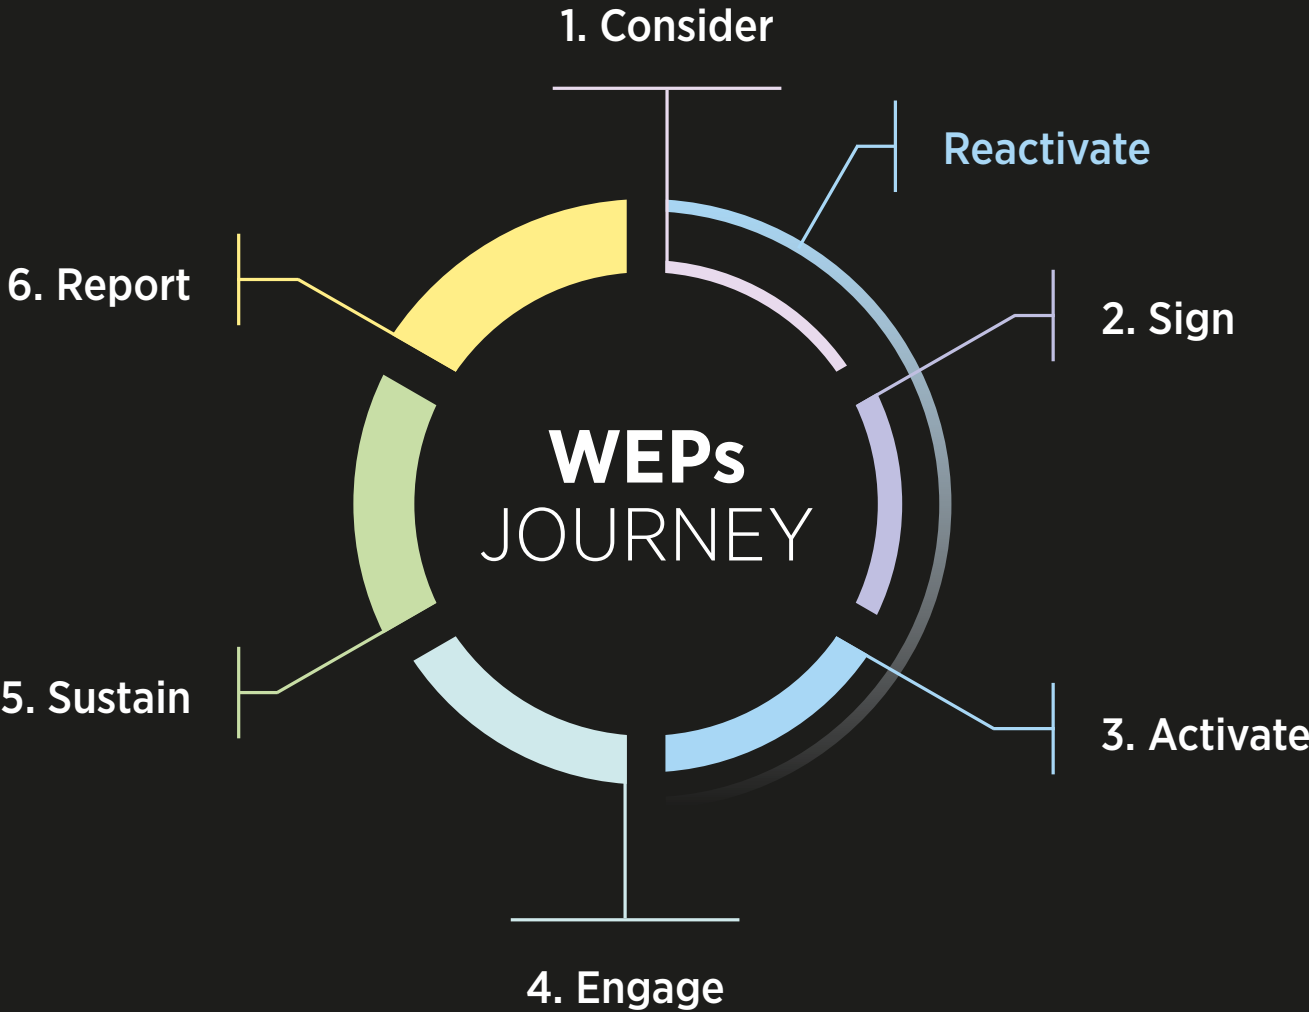 1. Consider
Reactivate
2. Sign
3. Activate
4. Engage
5. Sustain
6. Report
WEPs
JOURNEY